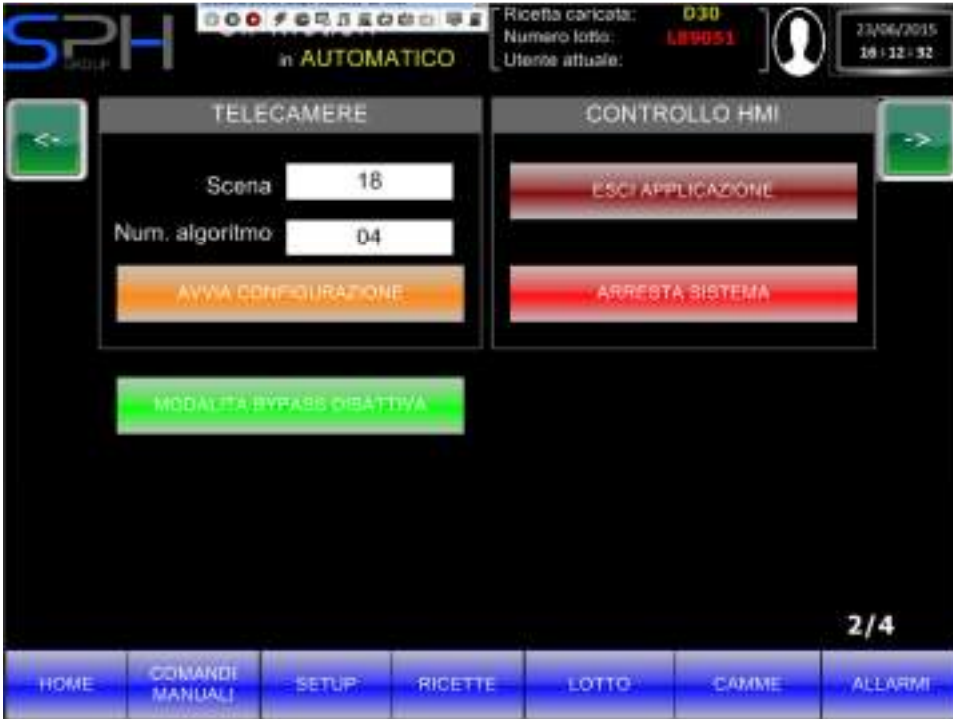 SPH
GROUP
in AUTOMATICO
Ricetta caricata: D30
Numero lotto: L89051
Utente attuale:
23/06/2015
16:12:32
<-
TELECAMERE
CONTROLLO HMI
->
Scena 18
Num. algoritmo 04
AVVIA CONFIGURAZIONE
ESCI APPLICAZIONE
ARRESTA SISTEMA
MODALITA BYPASS DISATTIVA
2/4
HOME
COMANDI
MANUALI
SETUP
RICETTE
LOTTO
CAMME
ALLARMI